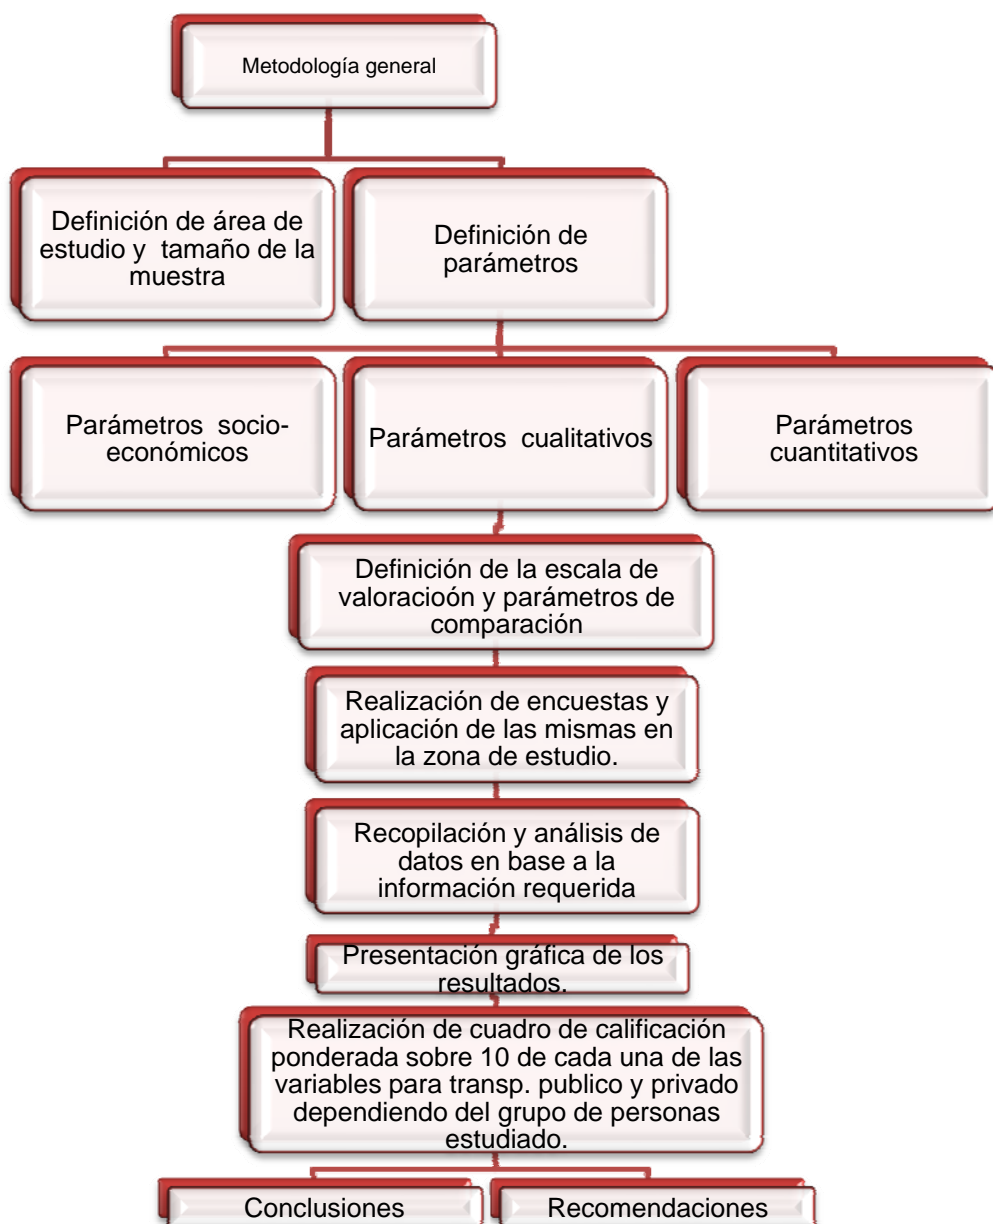 Metodología general
Definición de área de
estudio y tamaño de la
muestra
Definición de
parámetros
Parámetros socio-
económicos
Parámetros cualitativos
Parámetros
cuantitativos
Definición de la escala de
valoracioón y parámetros de
comparación
Realización de encuestas y
aplicación de las mismas en
la zona de estudio.
Recopilación y análisis de
datos en base a la
información requerida
Presentación gráfica de los
resultados.
Realización de cuadro de calificación
ponderada sobre 10 de cada una de las
variables para transp. publico y privado
dependiendo del grupo de personas
estudiado.
Conclusiones
Recomendaciones